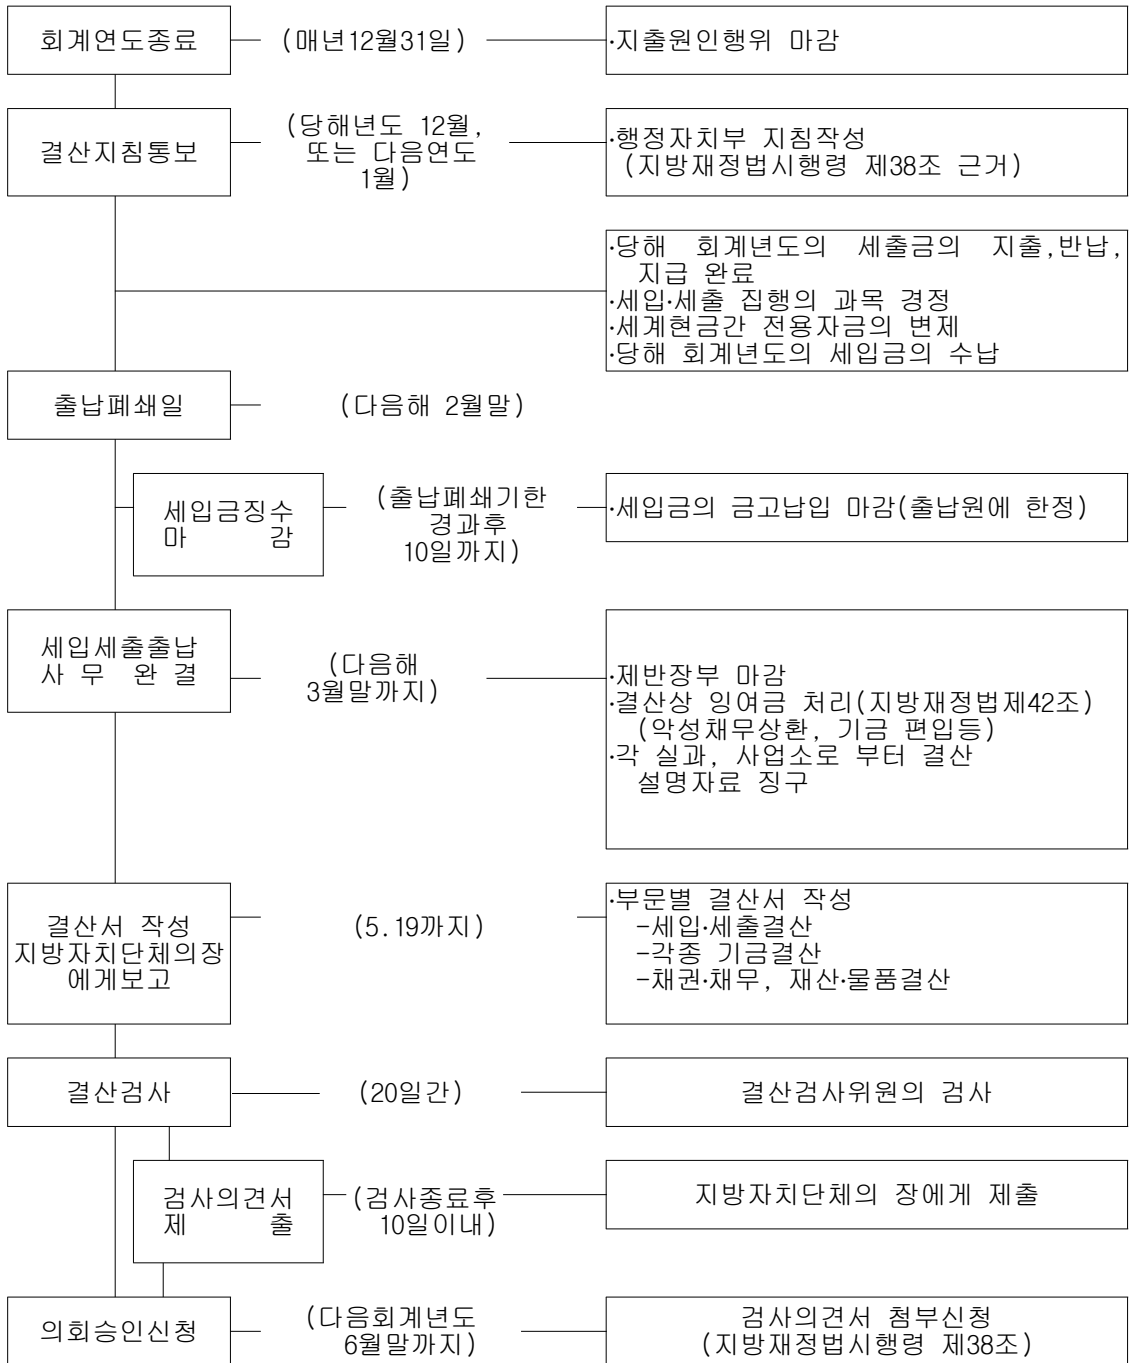 회계연도종료
(매년12월31일)
·지출원인행위 마감
결산지침통보
(당해년도 12월,
또는 다음연도
1월)
·행정자치부 지침작성
(지방재정법시행령 제38조 근거)
·당해 회계년도의 세출금의 지출,반납,
지급 완료
·세입·세출 집행의 과목 경정
·세계현금간 전용자금의 변제
·당해 회계년도의 세입금의 수납
출납폐쇄일
(다음해 2월말)
세입금징수
마 감
(출납폐쇄기한
경과후
10일까지)
·세입금의 금고납입 마감(출납원에 한정)
세입세출출납
사 무 완 결
(다음해
3월말까지)
·제반장부 마감
·결산상 잉여금 처리(지방재정법제42조)
(악성채무상환, 기금 편입등)
·각 실과, 사업소로 부터 결산
설명자료 징구
결산서 작성
지방자치단체의장
에게보고
(5.19까지)
·부문별 결산서 작성
-세입·세출결산
-각종 기금결산
-채권·채무, 재산·물품결산
결산검사
(20일간)
결산검사위원의 검사
검사의견서
제 출
(검사종료후
10일이내)
지방자치단체의 장에게 제출
의회승인신청
(다음회계년도
6월말까지)
검사의견서 첨부신청
(지방재정법시행령 제38조)